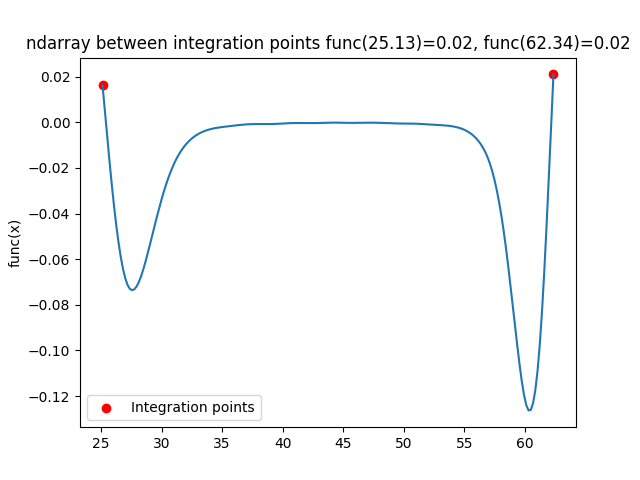 ndarray between integration points func(25.13)=0.02, func(62.34)=0.02
0.02
0.00
−0.02
−0.04
−0.06
−0.08
−0.10
−0.12
func(x)
Integration points
25 30 35 40 45 50 55 60